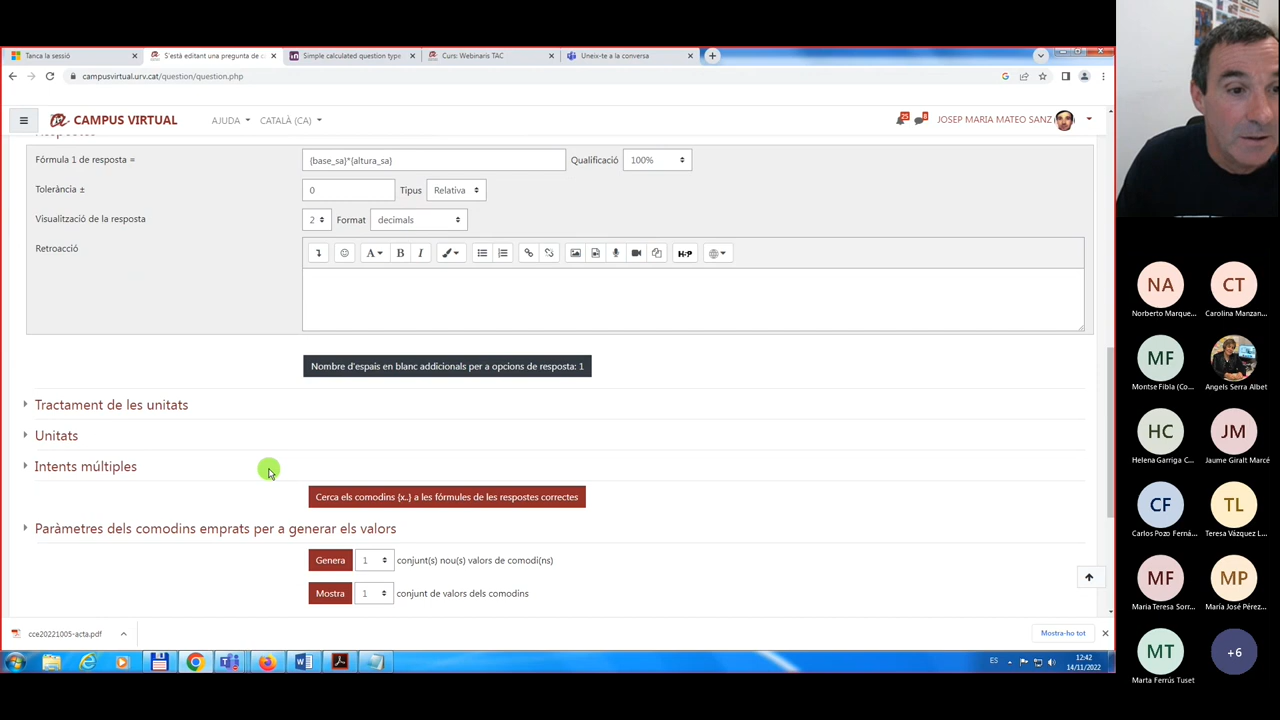 Tanca la sessió
S'està editant una pregunta de c
Simple calculated question type
Curs: Webinaris TAC
Uneix-te a la conversa
campusvirtual.urv.cat/question/question.php
CAMPUS VIRTUAL
AJUDA
CATALÀ (CA)
25
8
JOSEP MARIA MATEO SANZ
Fórmula 1 de resposta =
{base_sa}*{altura_sa}
Qualificació
100%
Tolerància ±
0
Tipus
Relativa
Visualització de la resposta
2
Format
decimals
Retroacció
A
B
I
H5P
Nombre d'espais en blanc addicionals per a opcions de resposta: 1
Tractament de les unitats
Unitats
Intents múltiples
Cerca els comodins {x..} a les fórmules de les respostes correctes
Paràmetres dels comodins emprats per a generar els valors
Genera
1
conjunt(s) nou(s) valors de comodí(ns)
Mostra
1
conjunt de valors dels comodins
cce20221005-acta.pdf
Mostra-ho tot
ES
12:42
14/11/2022
NA
Norberto Marque...
CT
Carolina Manzan...
MF
Montse Fibla (Co...
Angels Serra Albet
HC
Helena Garriga C...
JM
Jaume Giralt Marcé
CF
Carlos Pozo Ferná...
TL
Teresa Vázquez L...
MF
Maria Teresa Sorr...
MP
María José Pérez...
MT
Marta Ferrús Tuset
+6